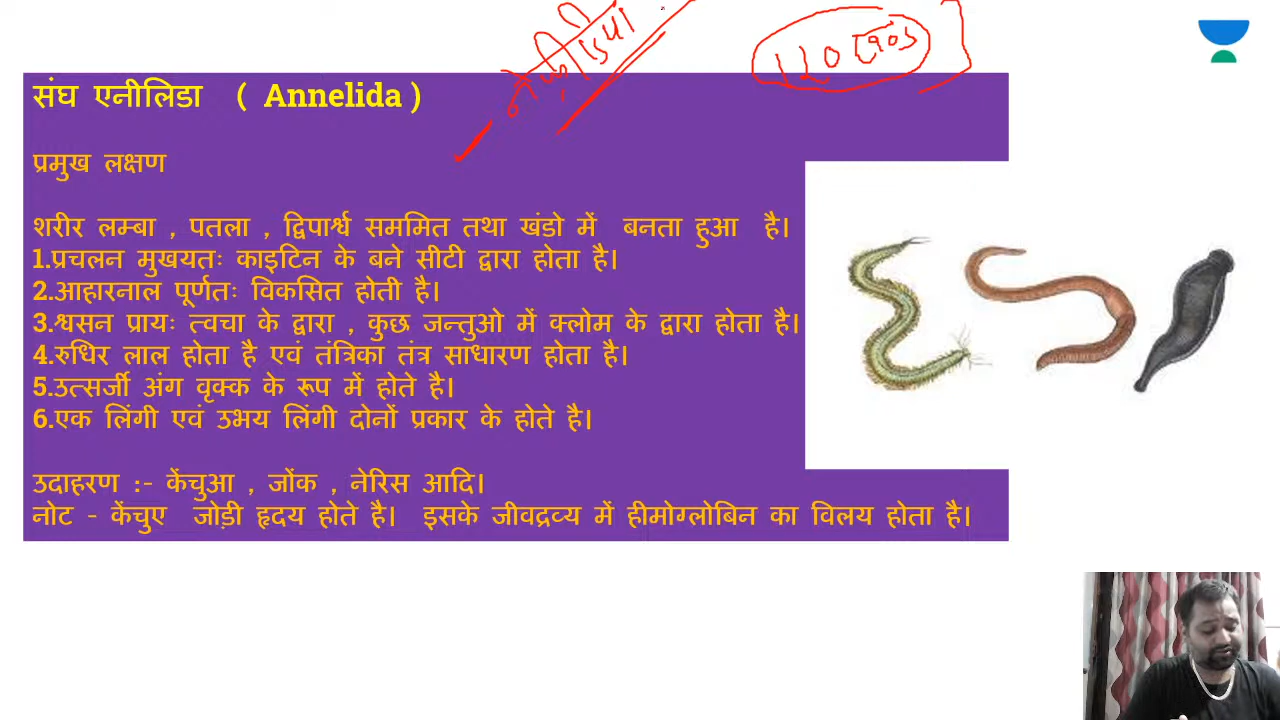 नेफ्रीडिया
120 खण्ड
संघ एनीलिडा ( Annelida )
प्रमुख लक्षण
शरीर लम्बा , पतला , द्विपार्श्व सममित तथा खंडो में बनता हुआ है।
1.प्रचलन मुखयतः काइटिन के बने सीटी द्वारा होता है।
2.आहारनाल पूर्णतः विकसित होती है।
3.श्वसन प्रायः त्वचा के द्वारा , कुछ जन्तुओ में क्लोम के द्वारा होता है।
4.रुधिर लाल होता है एवं तंत्रिका तंत्र साधारण होता है।
5.उत्सर्जी अंग वृक्क के रूप में होते है।
6.एक लिंगी एवं उभय लिंगी दोनों प्रकार के होते है।
उदाहरण :- केंचुआ , जोंक , नेरिस आदि।
नोट - केंचुए जोड़ी हृदय होते है। इसके जीवद्रव्य में हीमोग्लोबिन का विलय होता है।